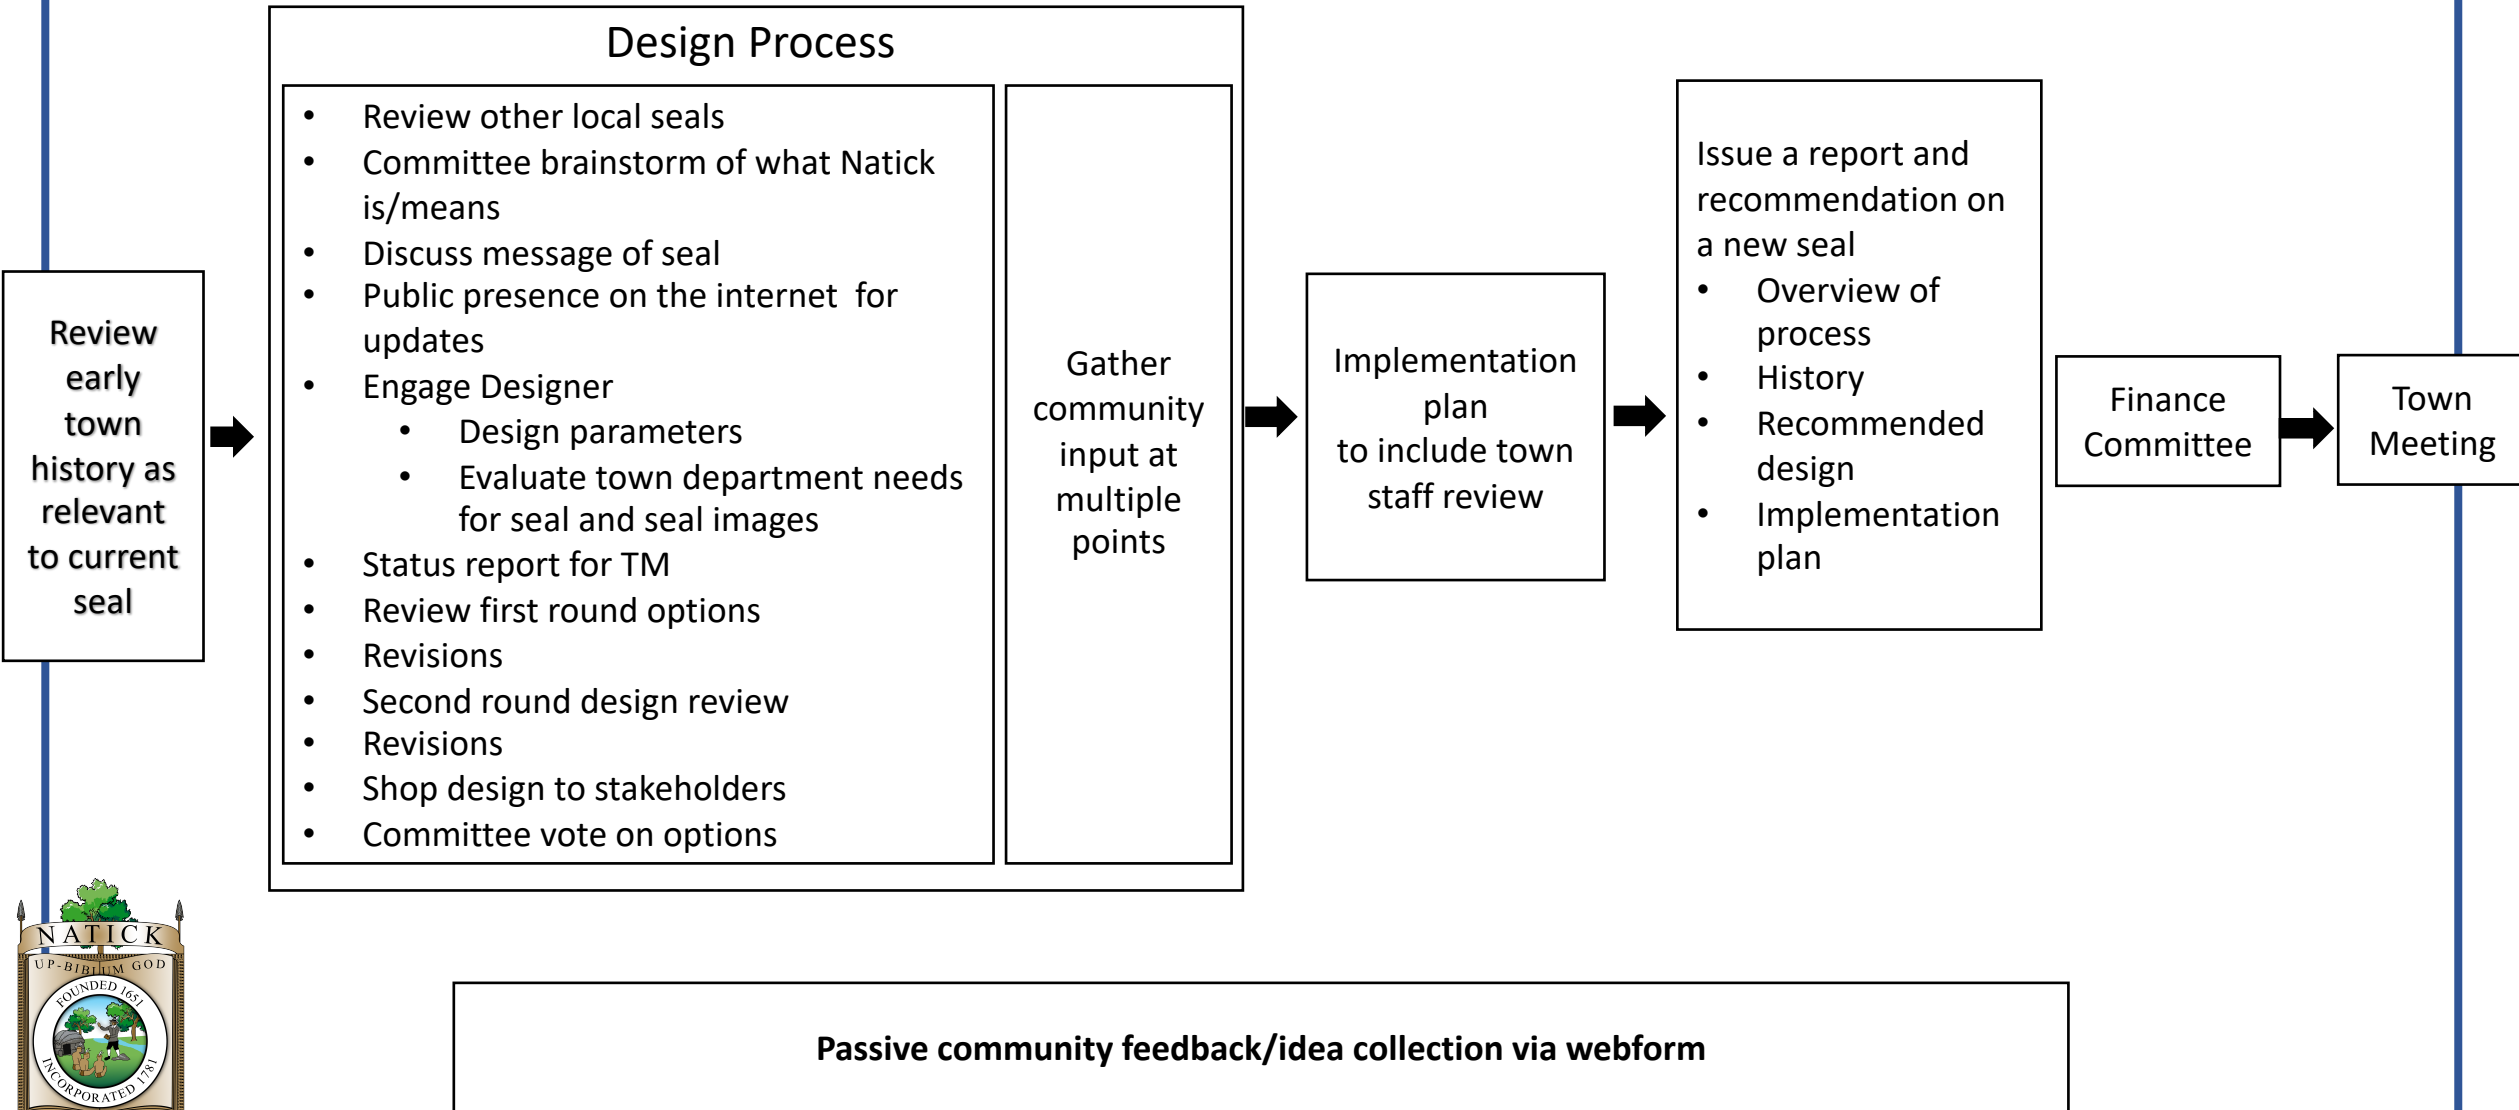 Design Process
Review
early
town
history as
relevant
to current
seal
• Review other local seals
• Committee brainstorm of what Natick
is/means
• Discuss message of seal
• Public presence on the internet for
updates
• Engage Designer
• Design parameters
• Evaluate town department needs
for seal and seal images
• Status report for TM
• Review first round options
• Revisions
• Second round design review
• Revisions
• Shop design to stakeholders
• Committee vote on options
Gather
community
input at
multiple
points
Implementation
plan
to include town
staff review
Issue a report and
recommendation on
a new seal
• Overview of
process
• History
• Recommended
design
• Implementation
plan
Finance
Committee
Town
Meeting
NATICK
UP-BIBLUM GOD
FOUNDED 1651
INCORPORATED 1781
Passive community feedback/idea collection via webform